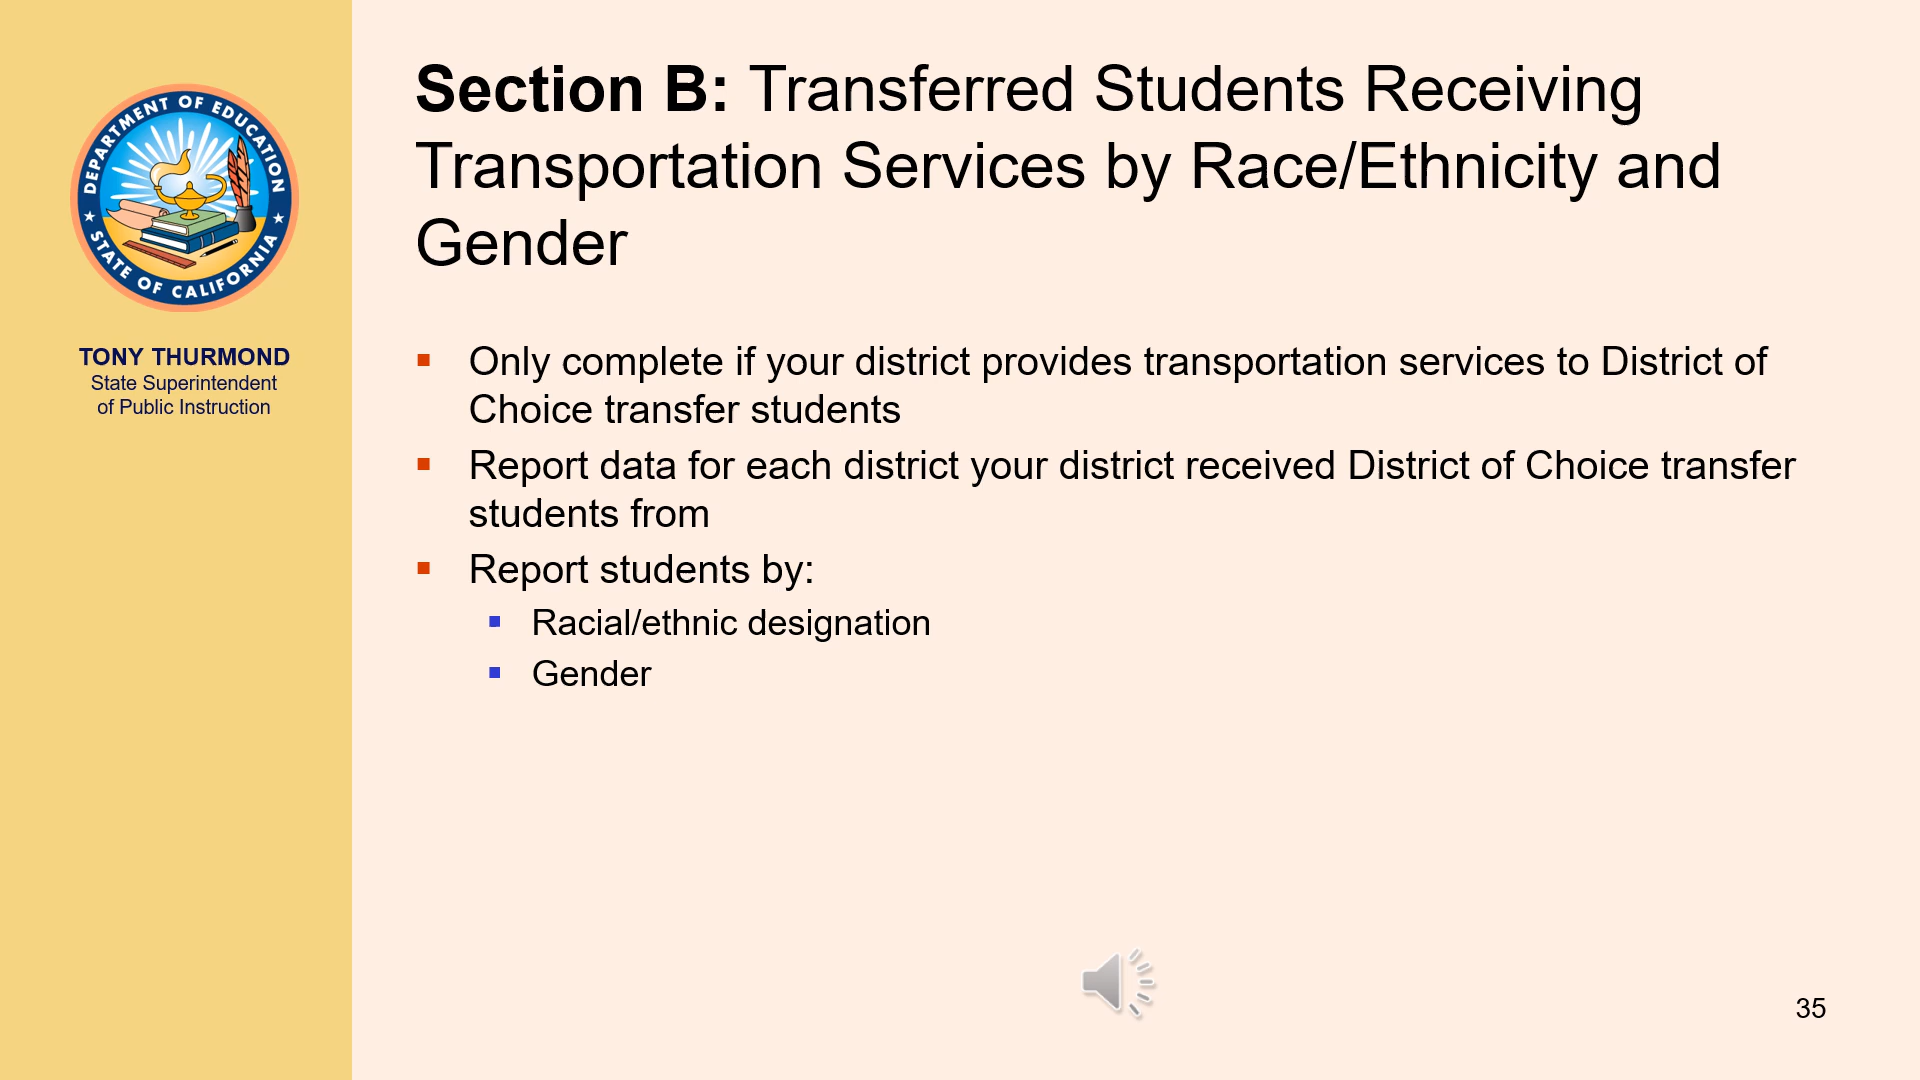 DEPARTMENT OF EDUCATION
STATE OF CALIFORNIA
TONY THURMOND
State Superintendent
of Public Instruction
Section B: Transferred Students Receiving
Transportation Services by Race/Ethnicity and
Gender
Only complete if your district provides transportation services to District of
Choice transfer students
Report data for each district your district received District of Choice transfer
students from
Report students by:
Racial/ethnic designation
Gender
35